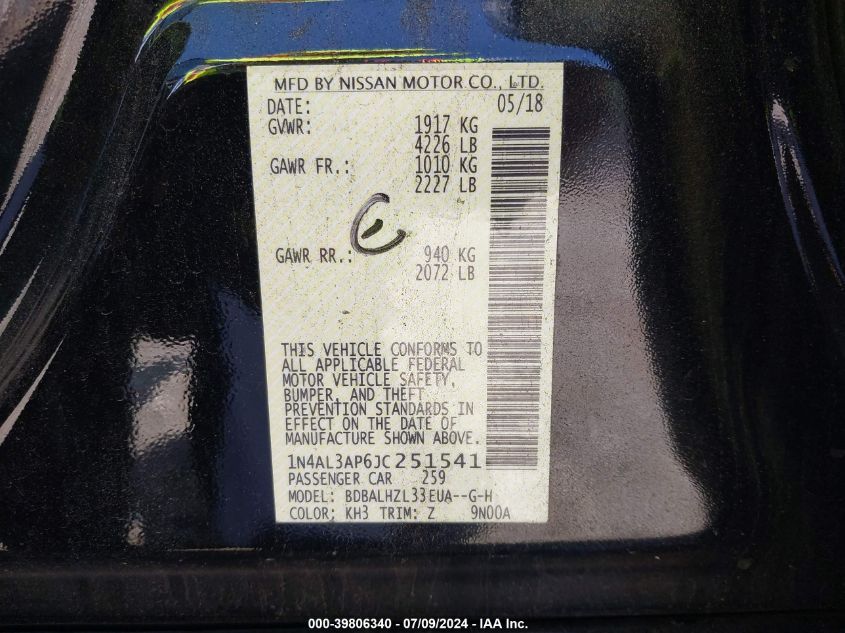 MFD BY NISSAN MOTOR CO., LTD.
DATE: 05/18
GVWR: 1917 KG
4226 LB
GAWR FR.: 1010 KG
2227 LB
GAWR RR.: 940 KG
2072 LB
THIS VEHICLE CONFORMS TO
ALL APPLICABLE FEDERAL
MOTOR VEHICLE SAFETY,
BUMPER, AND THEFT
PREVENTION STANDARDS IN
EFFECT ON THE DATE OF
MANUFACTURE SHOWN ABOVE.
1N4AL3AP6JC251541
PASSENGER CAR 259
MODEL: BDBALHZL33EUA--G-H
COLOR; KH3 TRIM: Z 9N00A
000-39806340 - 07/09/2024 - IAA Inc.